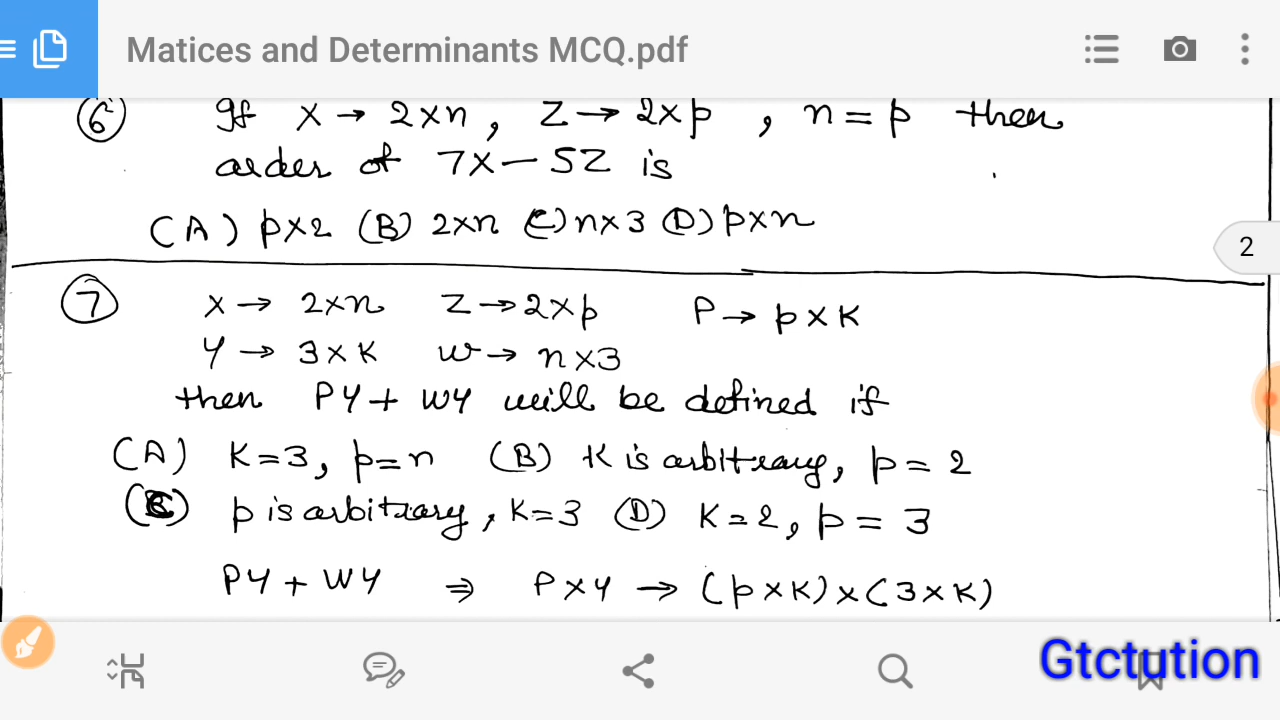 Matices and Determinants MCQ.pdf
6 If X → 2×n, Z → 2×p, n = p then
order of 7X – 5Z is
(A) p×2 (B) 2×n (C) n×3 (D) p×n
2
7 X → 2×n Z → 2×p P → p×K
Y → 3×K W → n×3
then PY + WY will be defined if
(A) K=3, p=n (B) K is arbitrary, p = 2
(C) p is arbitrary, K=3 (D) K=2, p = 3
PY + WY ⇒ P×Y → (p×K)×(3×K)
Gtctution